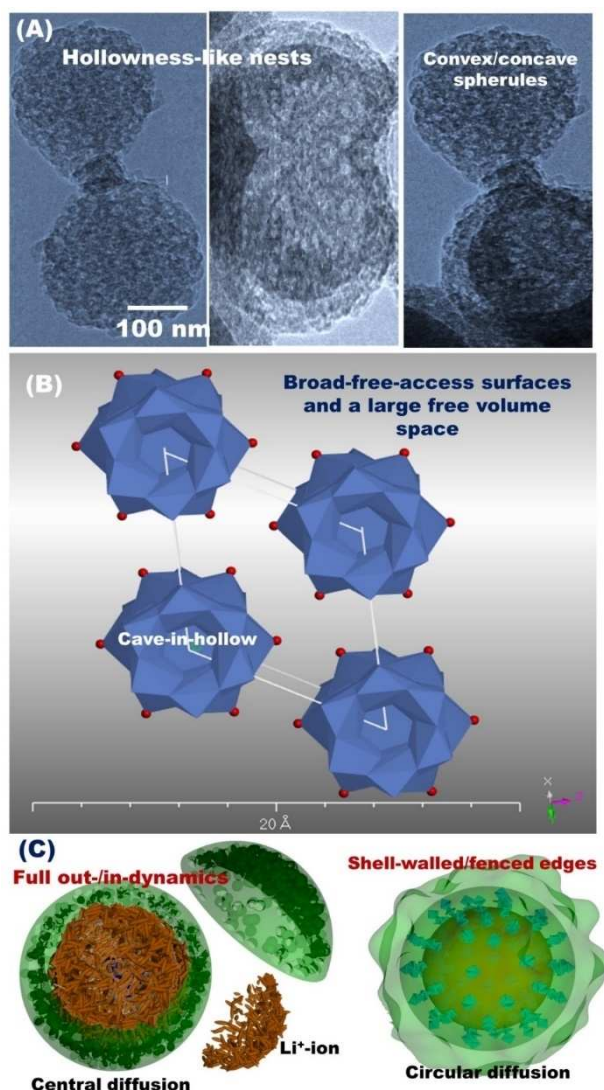 (A)
Hollowness-like nests
Convex/concave
spherules
100 nm
(B)
Broad-free-access surfaces
and a large free volume
space
Cave-in-hollow
20 Å
X
(C)
Full out-/in-dynamics
Shell-walled/fenced edges
Li⁺-ion
Central diffusion
Circular diffusion